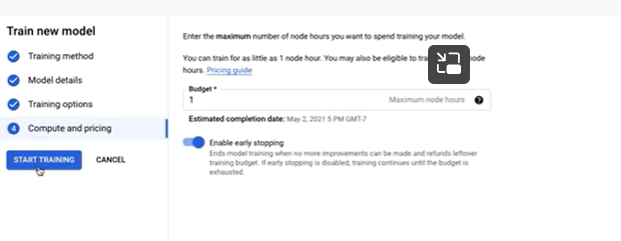 Train new model
Training method
Model details
Training options
4 Compute and pricing
START TRAINING CANCEL
Enter the maximum number of node hours you want to spend training your model.
You can train for as little as 1 node hour. You may also be eligible to node
hours. Pricing guide
Budget *
1 Maximum node hours ?
Estimated completion date: May 2, 2021 5 PM GMT-7
Enable early stopping
Ends model training when no more improvements can be made and refunds leftover
training budget. If early stopping is disabled, training continues until the budget is
exhausted.